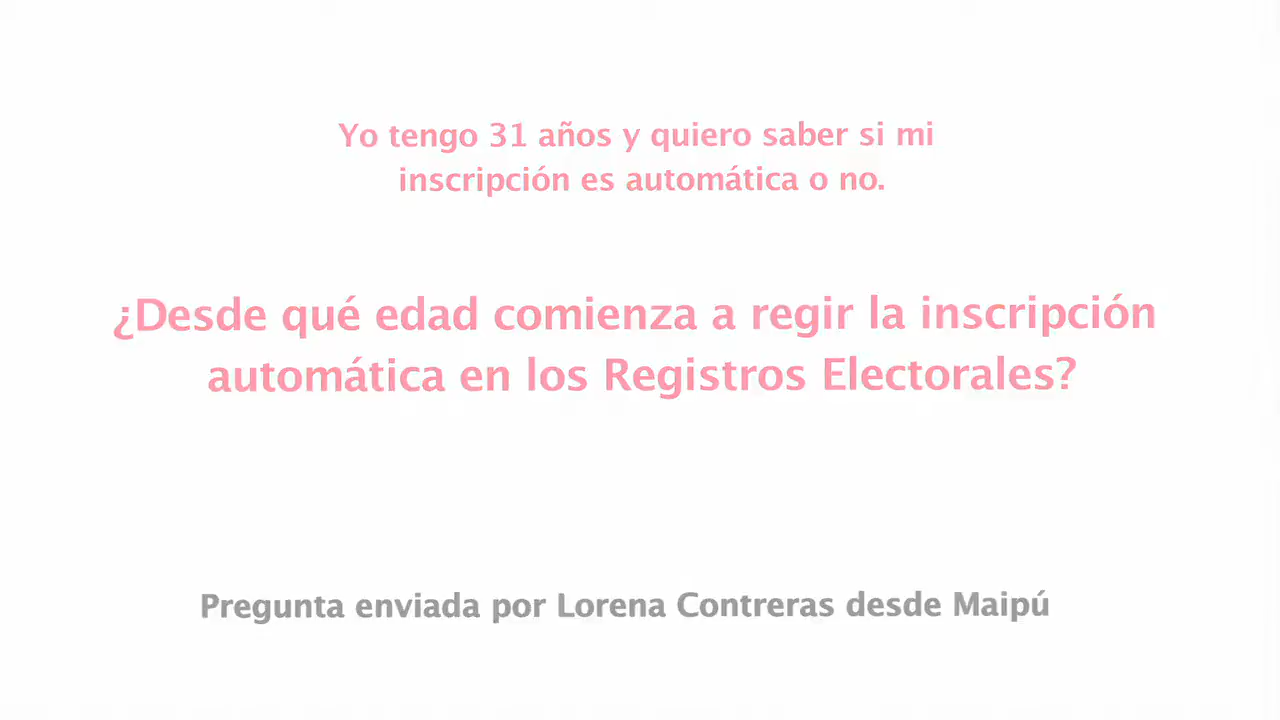 Yo tengo 31 años y quiero saber si mi
inscripción es automática o no.
¿Desde qué edad comienza a regir la inscripción
automática en los Registros Electorales?
Pregunta enviada por Lorena Contreras desde Maipú